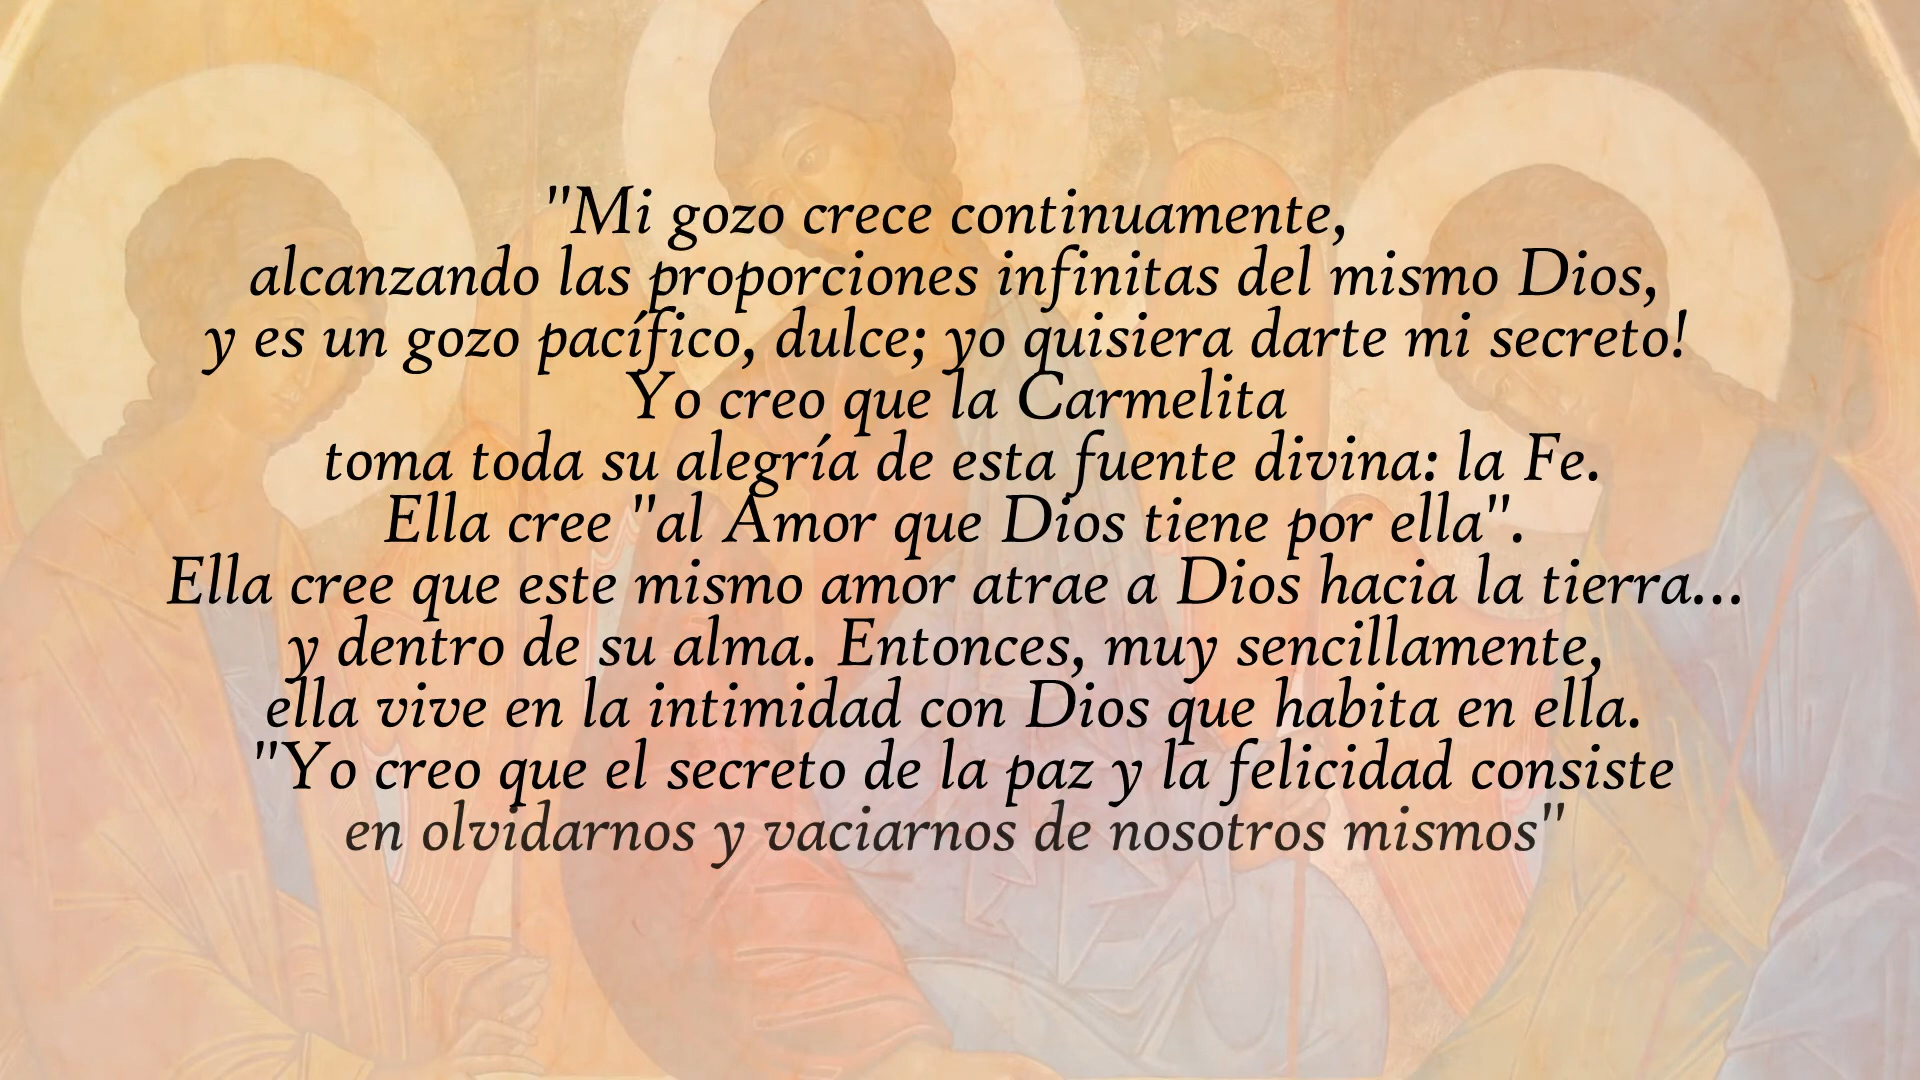 "Mi gozo crece continuamente,
alcanzando las proporciones infinitas del mismo Dios,
y es un gozo pacífico, dulce; yo quisiera darte mi secreto!
Yo creo que la Carmelita
toma toda su alegría de esta fuente divina: la Fe.
Ella cree "al Amor que Dios tiene por ella".
Ella cree que este mismo amor atrae a Dios hacia la tierra...
y dentro de su alma. Entonces, muy sencillamente,
ella vive en la intimidad con Dios que habita en ella.
"Yo creo que el secreto de la paz y la felicidad consiste
en olvidarnos y vaciarnos de nosotros mismos"